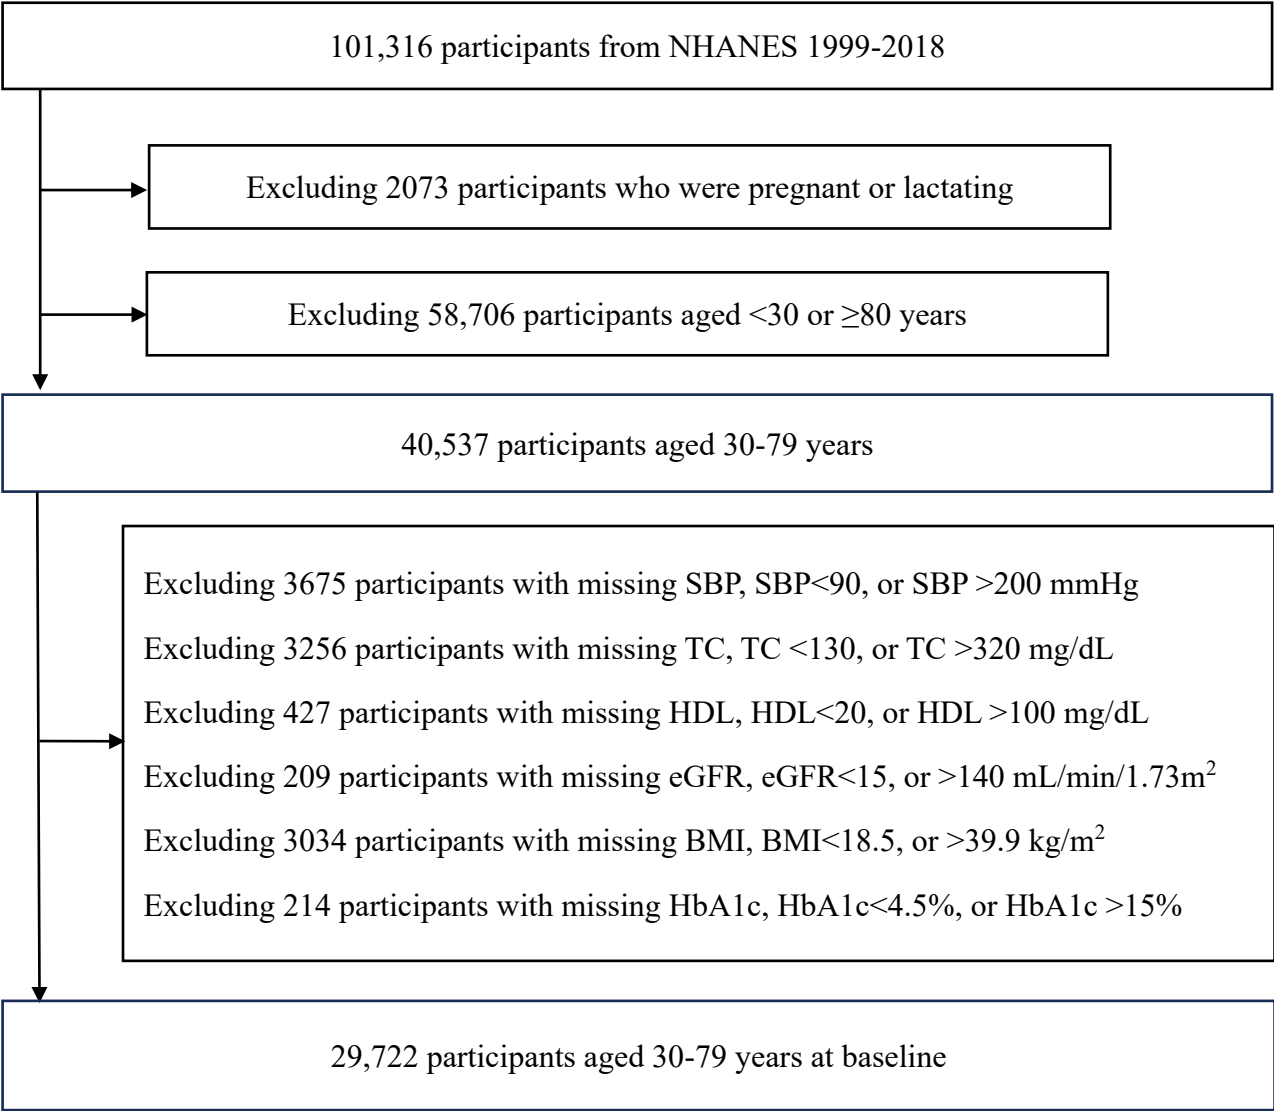 101,316 participants from NHANES 1999-2018
Excluding 2073 participants who were pregnant or lactating
Excluding 58,706 participants aged <30 or ≥80 years
40,537 participants aged 30-79 years
Excluding 3675 participants with missing SBP, SBP<90, or SBP >200 mmHg
Excluding 3256 participants with missing TC, TC <130, or TC >320 mg/dL
Excluding 427 participants with missing HDL, HDL<20, or HDL >100 mg/dL
Excluding 209 participants with missing eGFR, eGFR<15, or >140 mL/min/1.73m²
Excluding 3034 participants with missing BMI, BMI<18.5, or >39.9 kg/m²
Excluding 214 participants with missing HbA1c, HbA1c<4.5%, or HbA1c >15%
29,722 participants aged 30-79 years at baseline